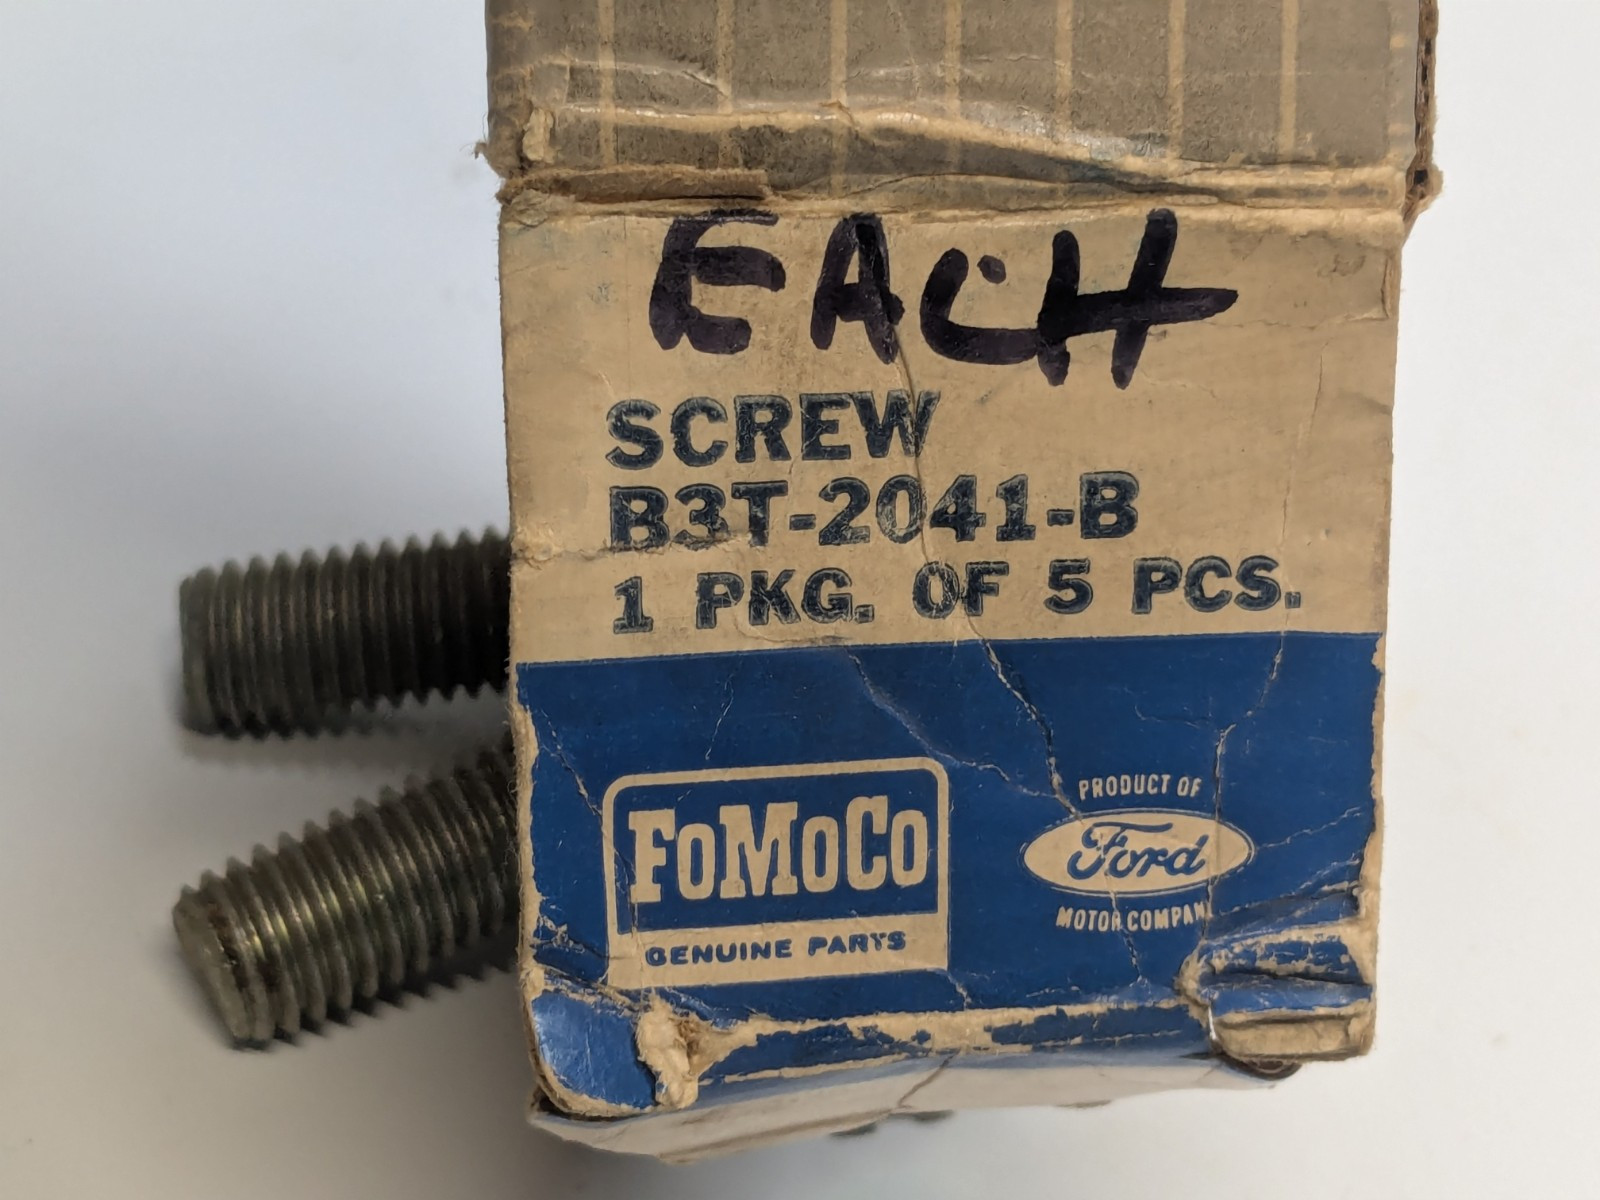 EACH
SCREW
B3T-2041-B
1 PKG. OF 5 PCS.
FoMoCo
GENUINE PARTS
PRODUCT OF
Ford
MOTOR COMPANY